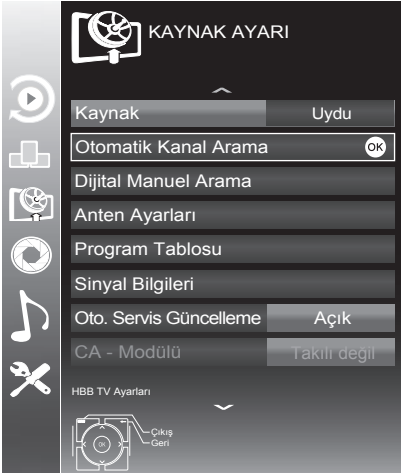 KAYNAK AYARI
Kaynak Uydu
Otomatik Kanal Arama OK
Dijital Manuel Arama
Anten Ayarları
Program Tablosu
Sinyal Bilgileri
Oto. Servis Güncelleme Açık
CA - Modülü Takılı değil
HBB TV Ayarları
Çıkış
Geri
OK